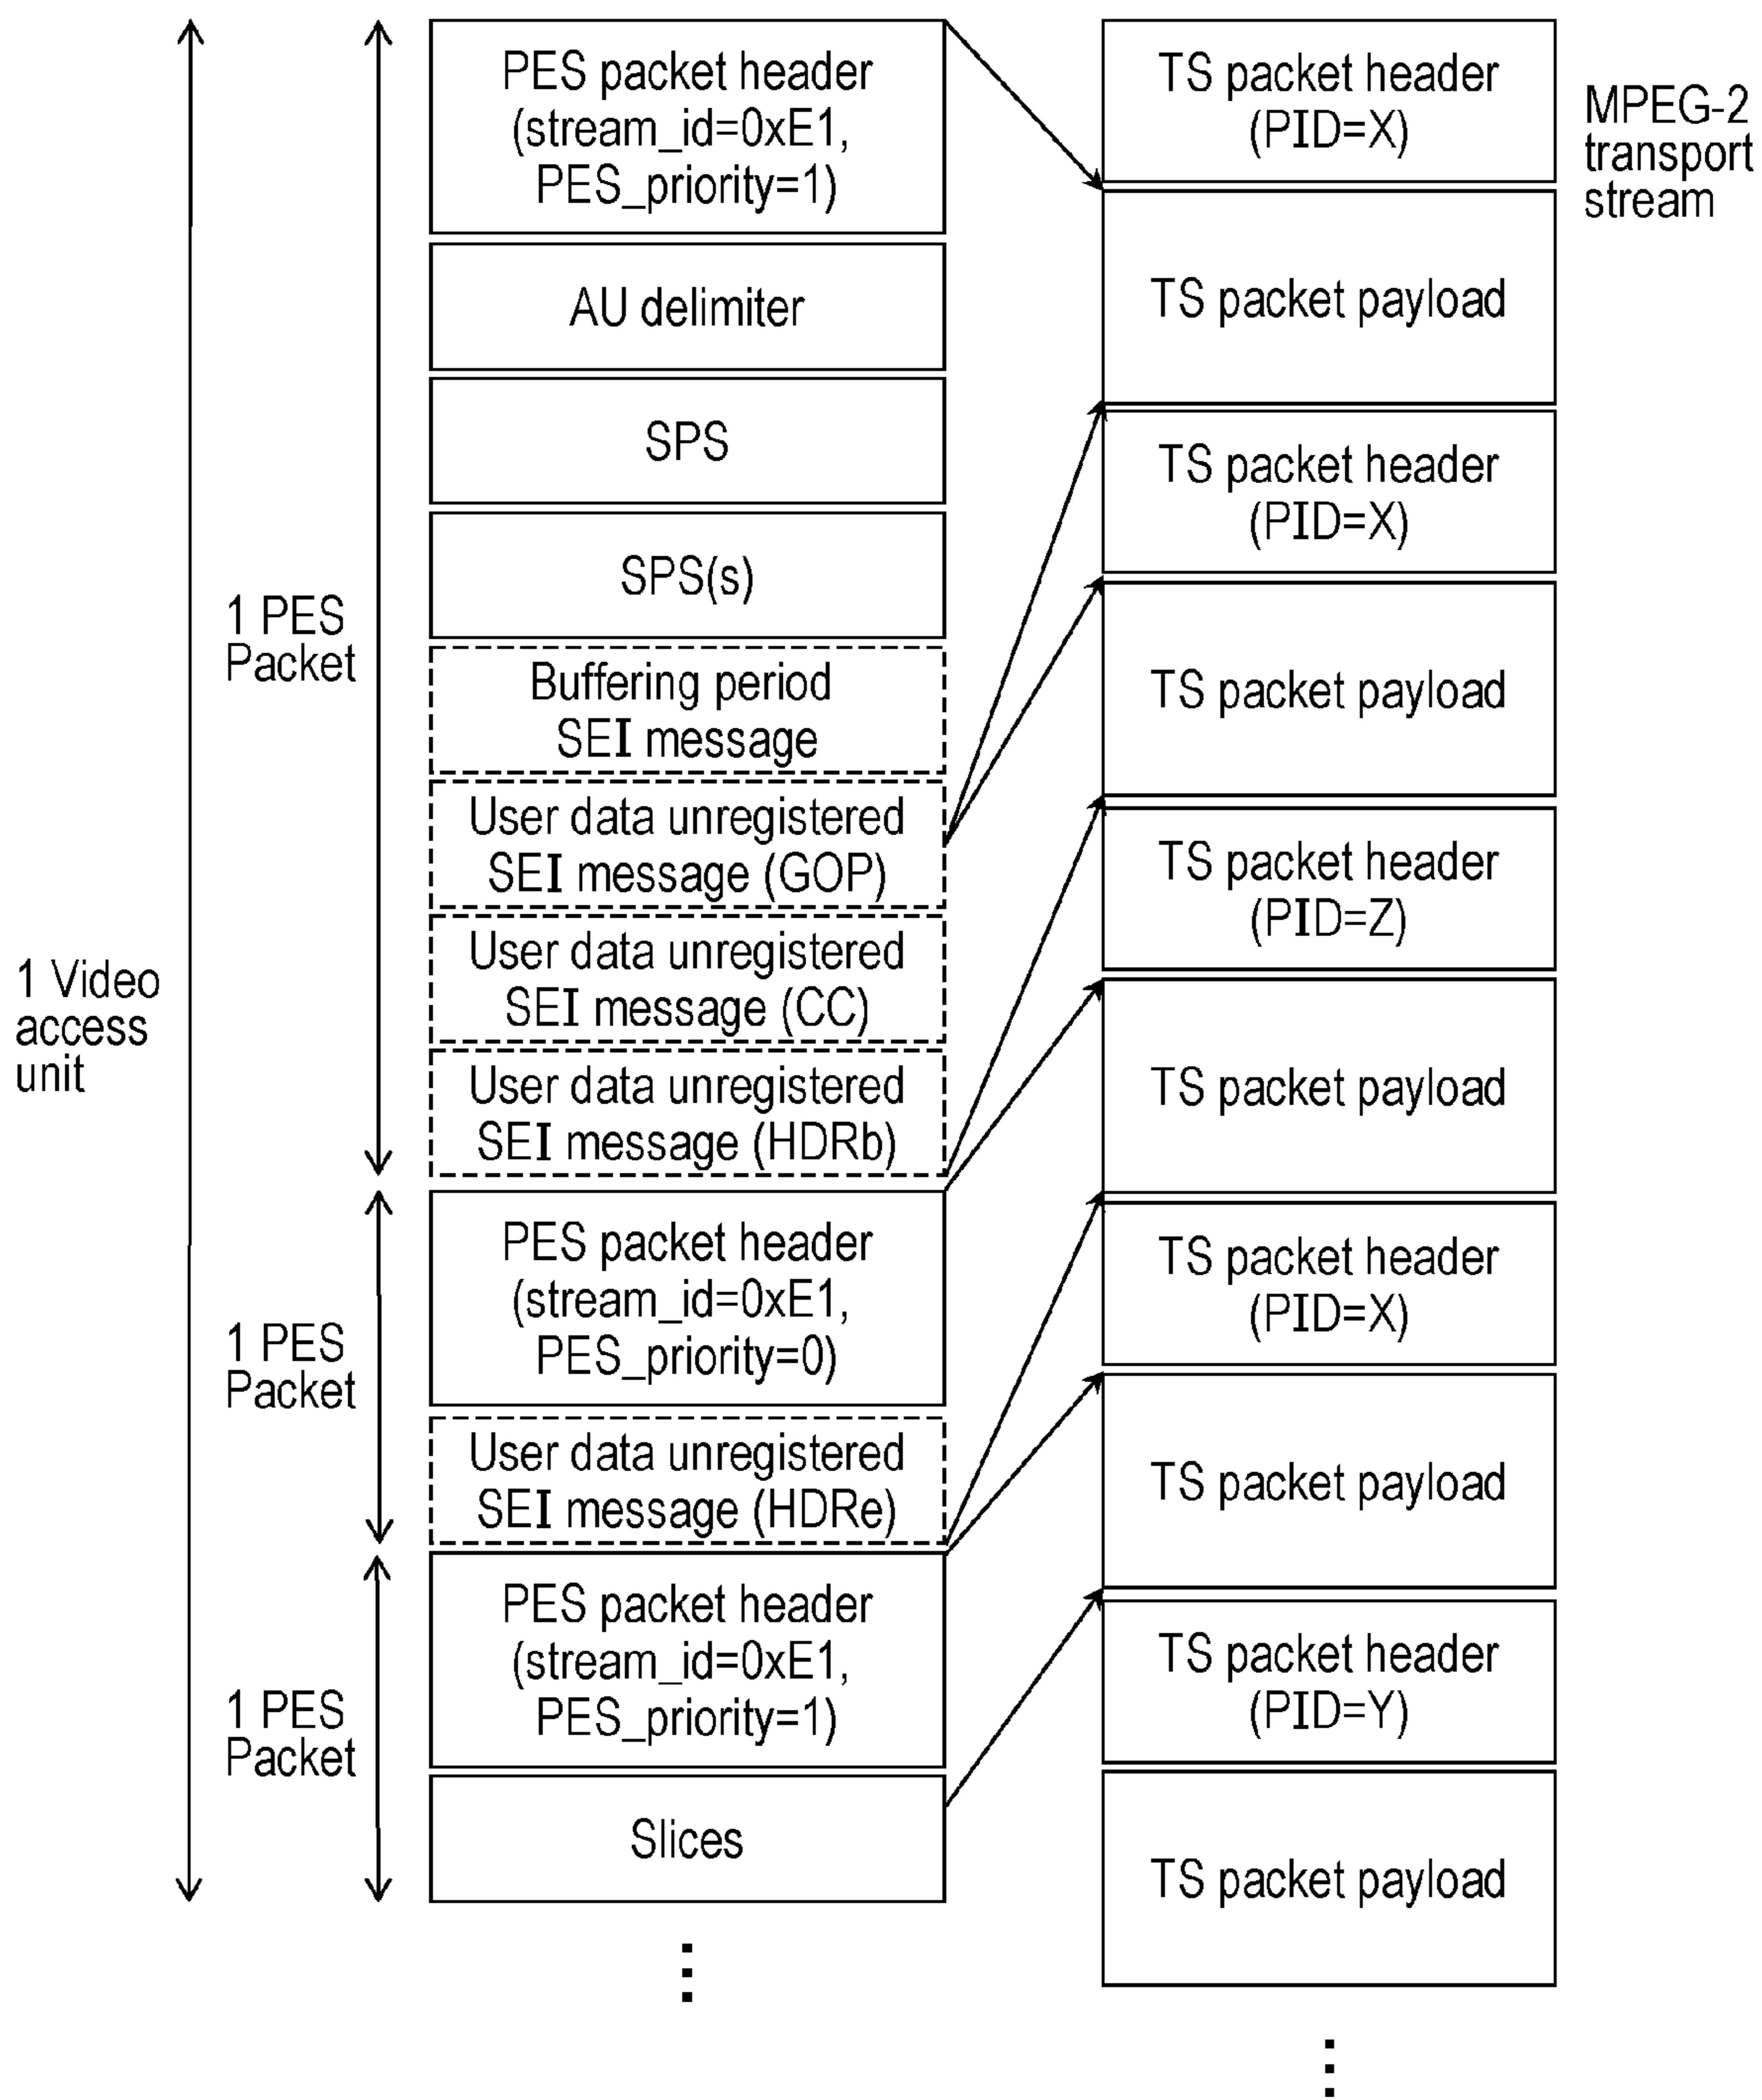 1 Video
access
unit
1 PES
Packet
1 PES
Packet
1 PES
Packet
PES packet header
(stream_id=0xE1,
PES_priority=1)
AU delimiter
SPS
SPS(s)
Buffering period
SEI message
User data unregistered
SEI message (GOP)
User data unregistered
SEI message (CC)
User data unregistered
SEI message (HDRb)
PES packet header
(stream_id=0xE1,
PES_priority=0)
User data unregistered
SEI message (HDRe)
PES packet header
(stream_id=0xE1,
PES_priority=1)
Slices
TS packet header
(PID=X)
TS packet payload
TS packet header
(PID=X)
TS packet payload
TS packet header
(PID=Z)
TS packet payload
TS packet header
(PID=X)
TS packet payload
TS packet header
(PID=Y)
TS packet payload
MPEG-2
transport
stream